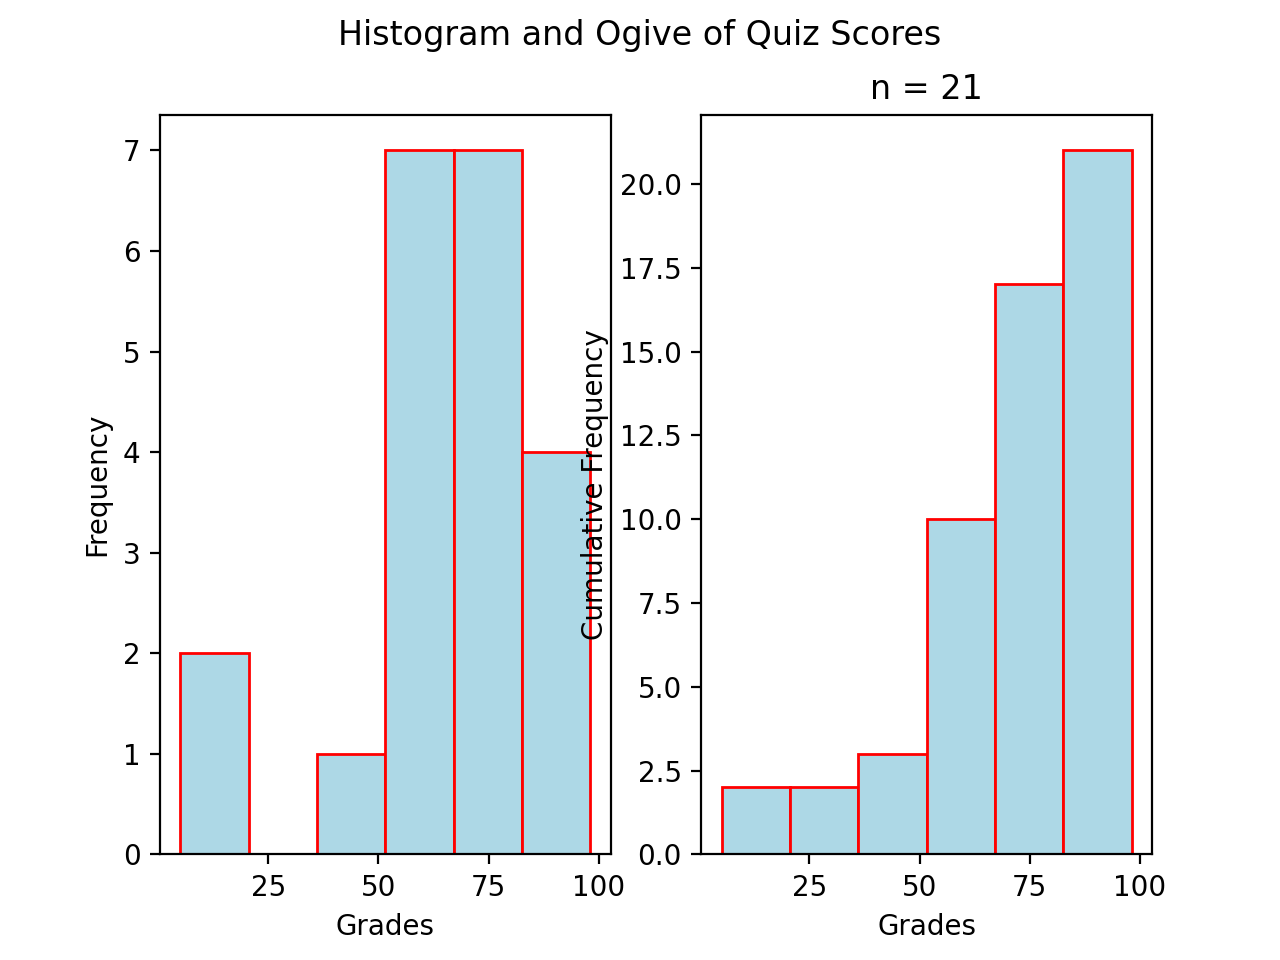 Histogram and Ogive of Quiz Scores
n = 21
7
6
5
4
3
2
1
0
Frequency
25 50 75 100
Grades
20.0
17.5
15.0
12.5
10.0
7.5
5.0
2.5
0.0
Cumulative Frequency
25 50 75 100
Grades